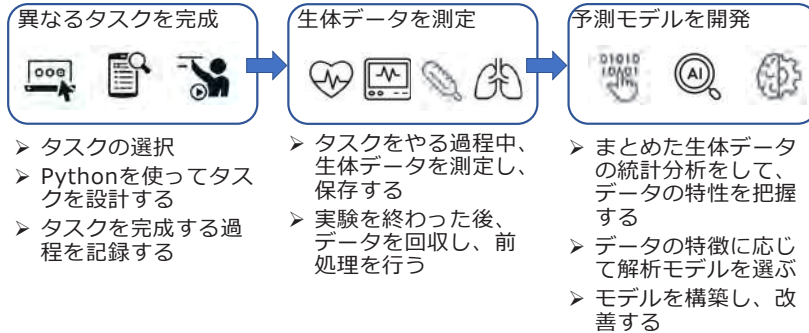 異なるタスクを完成
生体データを測定
予測モデルを開発
01010
10A01
AI
➢ タスクの選択
➢ Pythonを使ってタス
クを設計する
➢ タスクを完成する過
程を記録する
➢ タスクをやる過程中、
生体データを測定し、
保存する
➢ 実験を終わった後、
データを回収し、前
処理を行う
➢ まとめた生体データ
の統計分析をして、
データの特性を把握
する
➢ データの特徴に応じ
て解析モデルを選ぶ
➢ モデルを構築し、改
善する